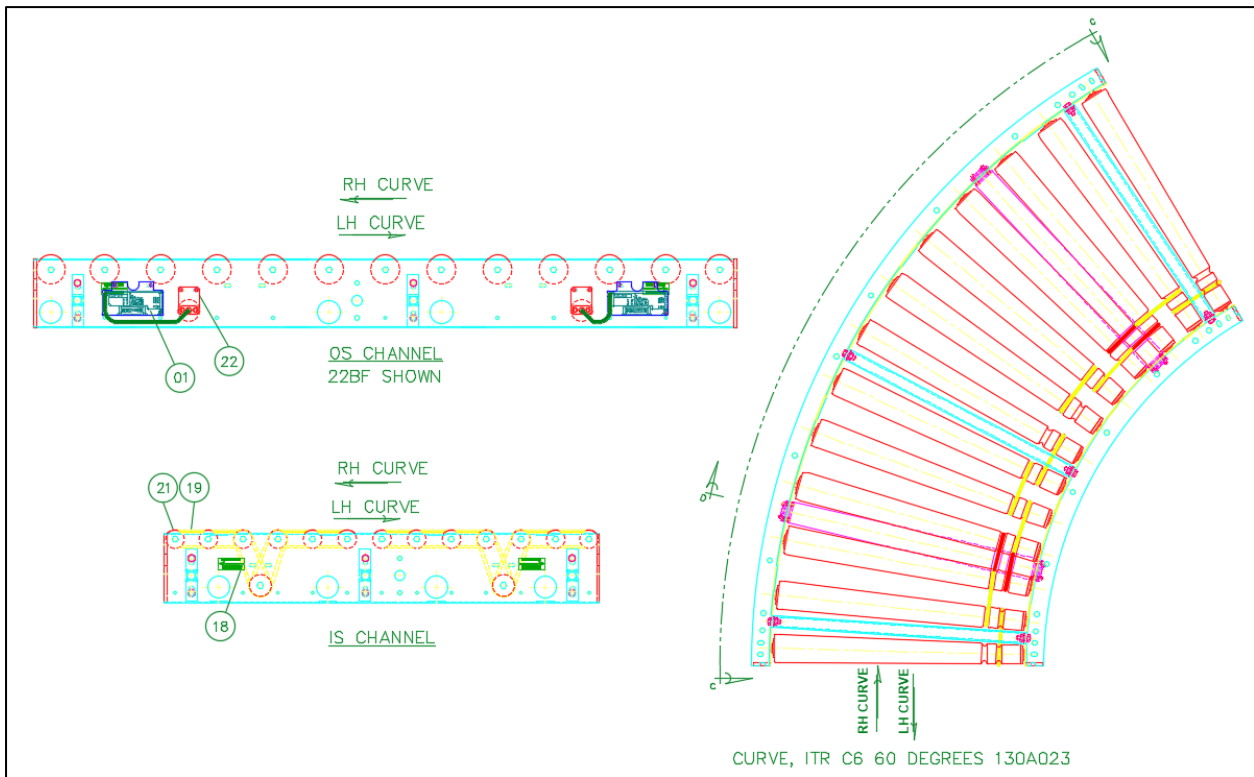 RH CURVE
LH CURVE
01
22
OS CHANNEL
22BF SHOWN
RH CURVE
LH CURVE
21
19
18
IS CHANNEL
C
D
C
RH CURVE
LH CURVE
CURVE, ITR C6 60 DEGREES 130A023